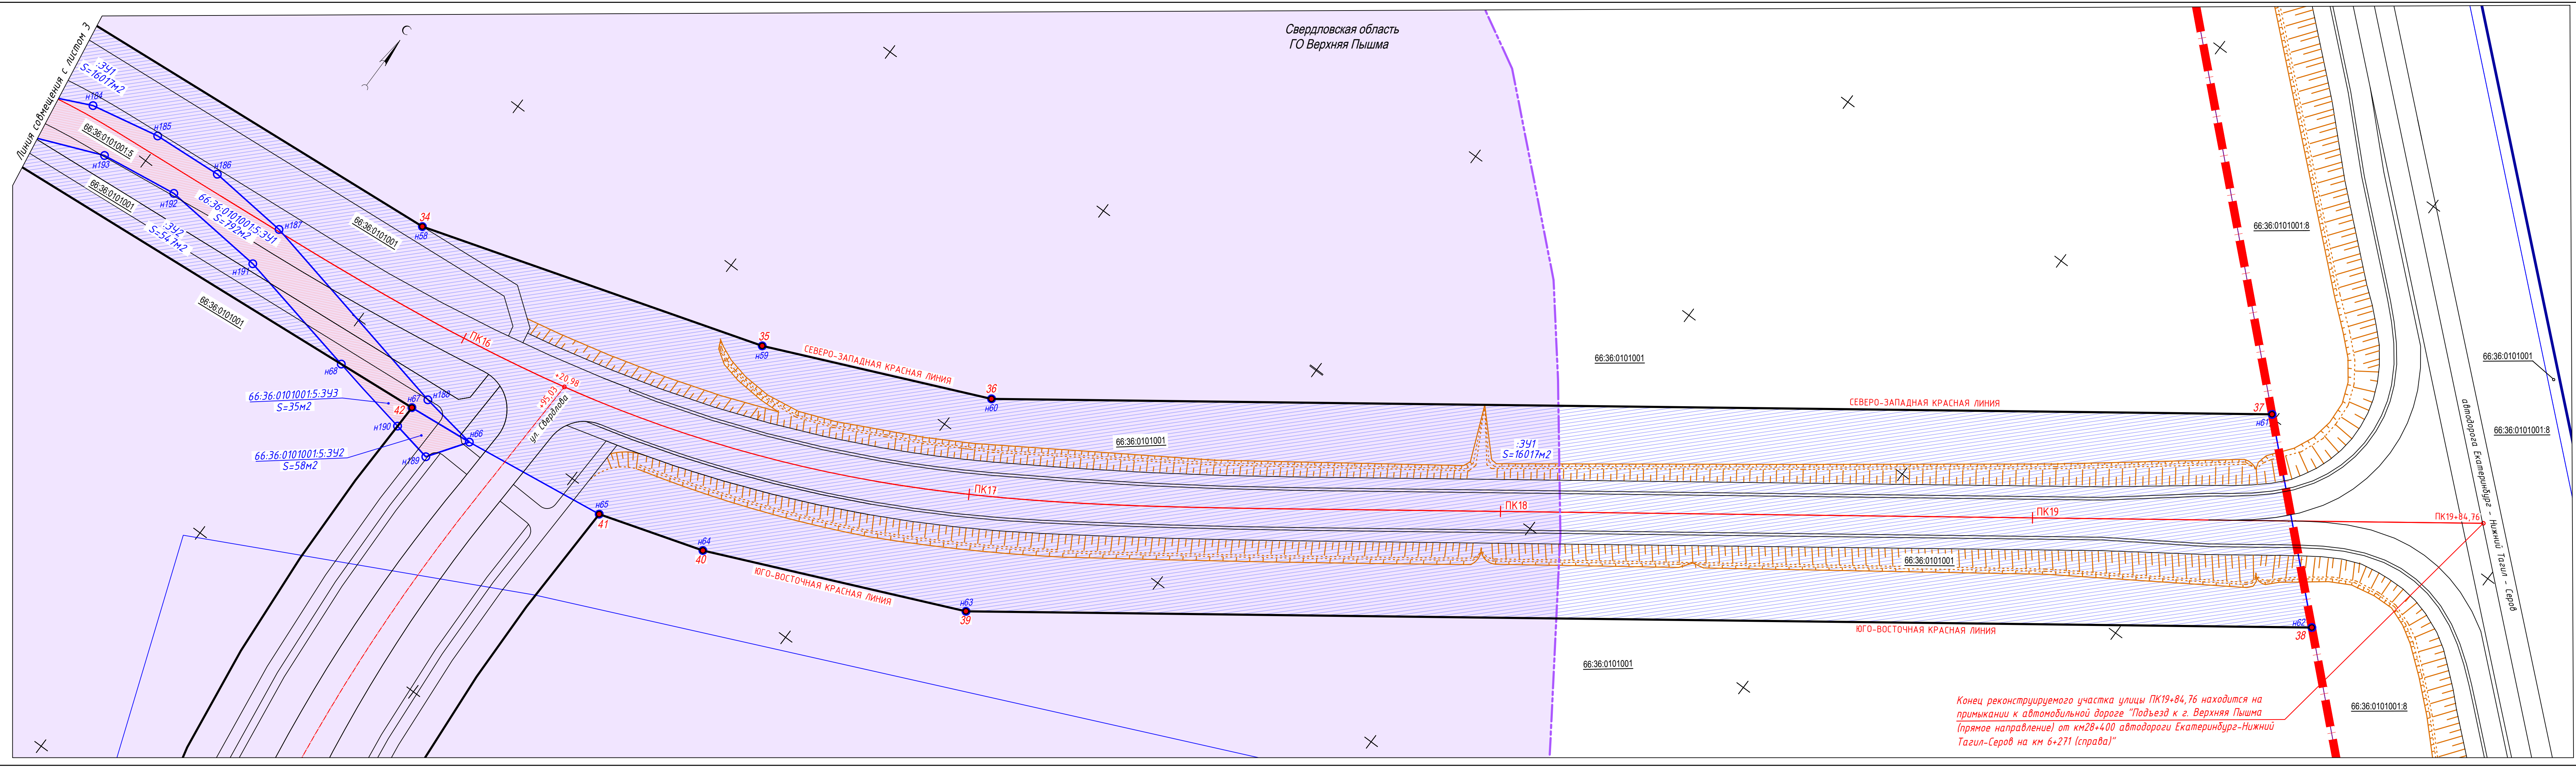 Свердловская область
ГО Верхняя Пышма
С
Линия совмещения с листом 3
:ЗУ1
S=16017м2
н184
н185
66:36:0101001:5
н193
н186
66:36:0101001
н192
66:36:0101001:5:ЗУ1
S=792м2
н187
:ЗУ2
S=547м2
н191
66:36:0101001
34
н58
66:36:0101001
ПК16
35
н59
СЕВЕРО-ЗАПАДНАЯ КРАСНАЯ ЛИНИЯ
36
н60
66:36:0101001
СЕВЕРО-ЗАПАДНАЯ КРАСНАЯ ЛИНИЯ
37
н61
66:36:0101001:8
66:36:0101001
66:36:0101001:8
автодорога Екатеринбург - Нижний Тагил - Серов
н68
+20,98
+95,03
ул. Свердлова
66:36:0101001:5:ЗУ3
S=35м2
42
н67
н188
н190
н66
66:36:0101001:5:ЗУ2
S=58м2
н189
66:36:0101001
:ЗУ1
S=16017м2
ПК17
ПК18
ПК19
ПК19+84,76
н65
41
н64
40
ЮГО-ВОСТОЧНАЯ КРАСНАЯ ЛИНИЯ
н63
39
66:36:0101001
ЮГО-ВОСТОЧНАЯ КРАСНАЯ ЛИНИЯ
н62
38
66:36:0101001
66:36:0101001:8
Конец реконструируемого участка улицы ПК19+84,76 находится на
примыкании к автомобильной дороге "Подъезд к г. Верхняя Пышма
(прямое направление) от км28+400 автодороги Екатеринбург-Нижний
Тагил-Серов на км 6+271 (справа)"